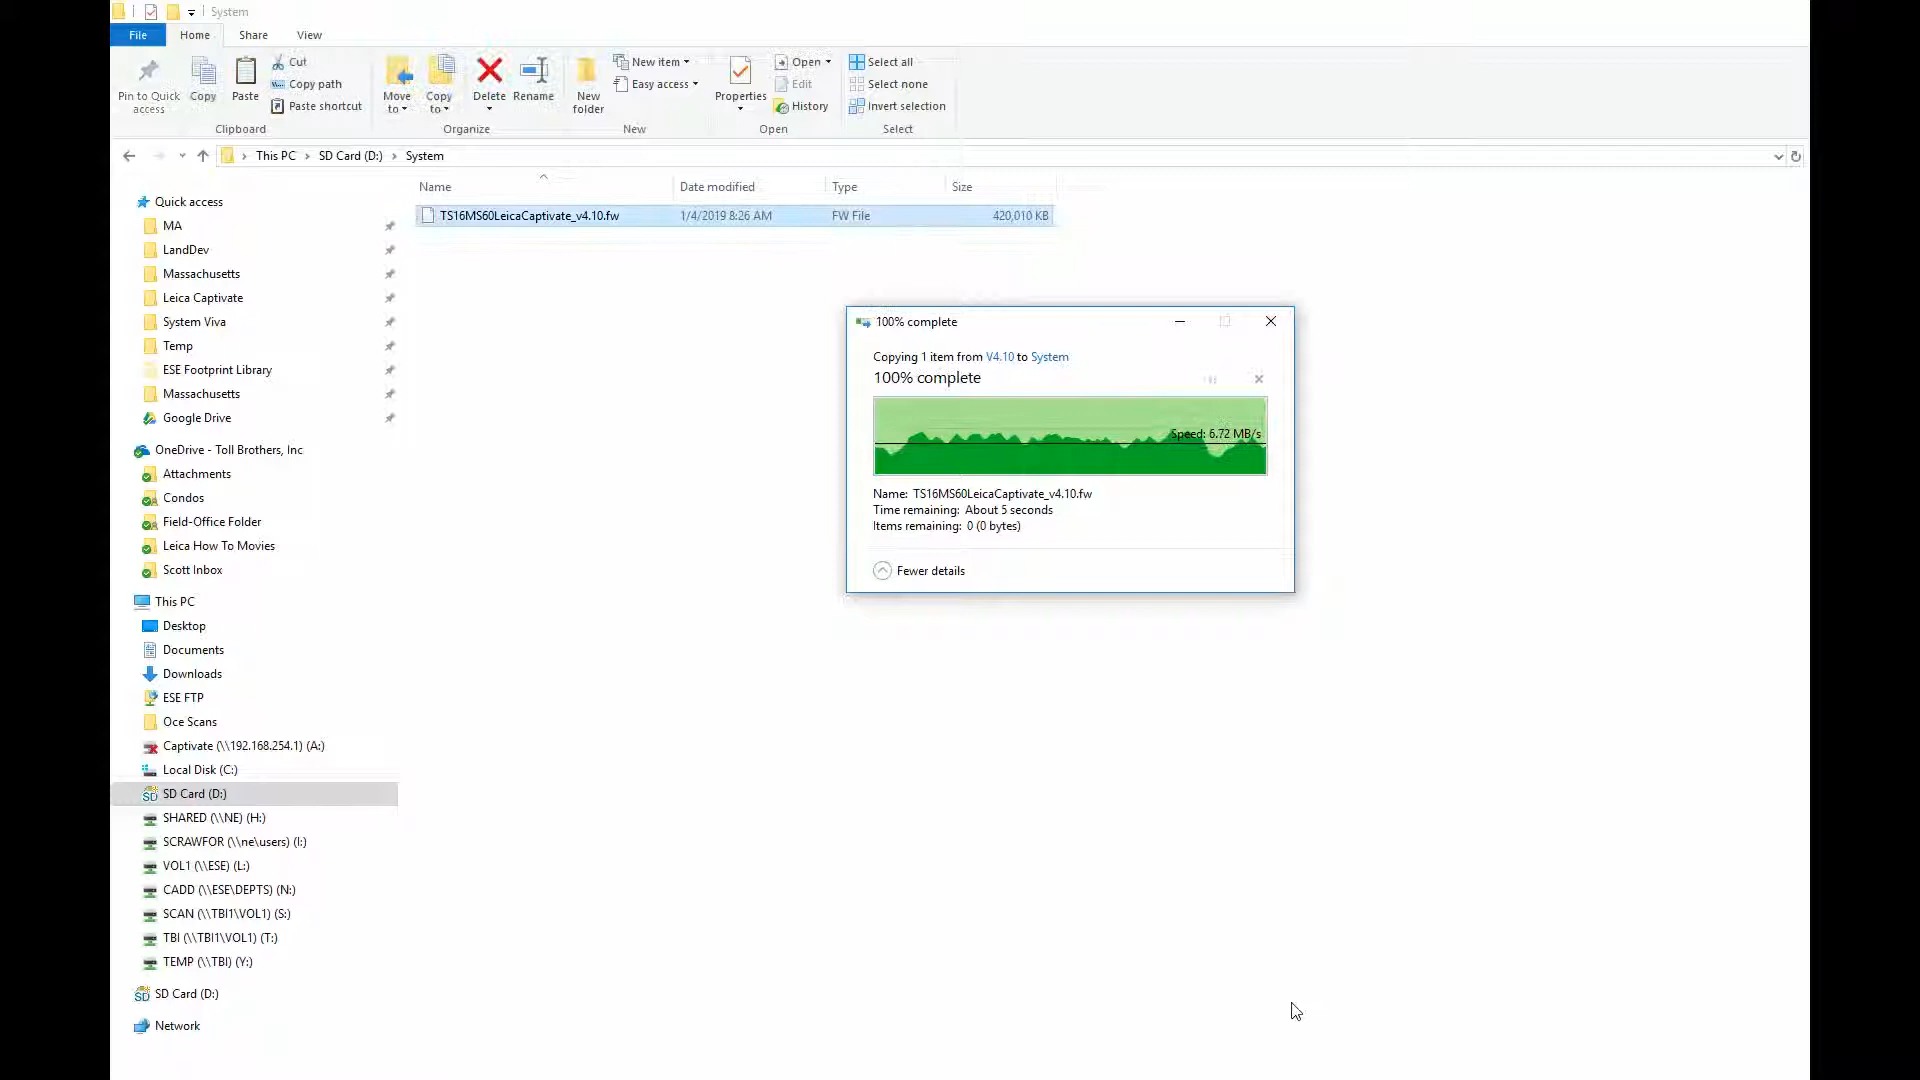 System
File Home Share View
Pin to Quick access
Copy
Paste
Cut
Copy path
Paste shortcut
Clipboard
Move to
Copy to
Delete
Rename
Organize
New folder
New item
Easy access
New
Properties
Open
Edit
History
Open
Select all
Select none
Invert selection
Select
This PC > SD Card (D:) > System
Name Date modified Type Size
TS16MS60LeicaCaptivate_v4.10.fw 1/4/2019 8:26 AM FW File 420,010 KB
Quick access
MA
LandDev
Massachusetts
Leica Captivate
System Viva
Temp
ESE Footprint Library
Massachusetts
Google Drive
OneDrive - Toll Brothers, Inc
Attachments
Condos
Field-Office Folder
Leica How To Movies
Scott Inbox
This PC
Desktop
Documents
Downloads
ESE FTP
Oce Scans
Captivate (\\192.168.254.1) (A:)
Local Disk (C:)
SD Card (D:)
SHARED (\\NE) (H:)
SCRAWFOR (\\ne\users) (I:)
VOL1 (\\ESE) (L:)
CADD (\\ESE\DEPTS) (N:)
SCAN (\\TBI1\VOL1) (S:)
TBI (\\TBI1\VOL1) (T:)
TEMP (\\TBI) (Y:)
SD Card (D:)
Network
100% complete
Copying 1 item from V4.10 to System
100% complete
Speed: 6.72 MB/s
Name: TS16MS60LeicaCaptivate_v4.10.fw
Time remaining: About 5 seconds
Items remaining: 0 (0 bytes)
Fewer details